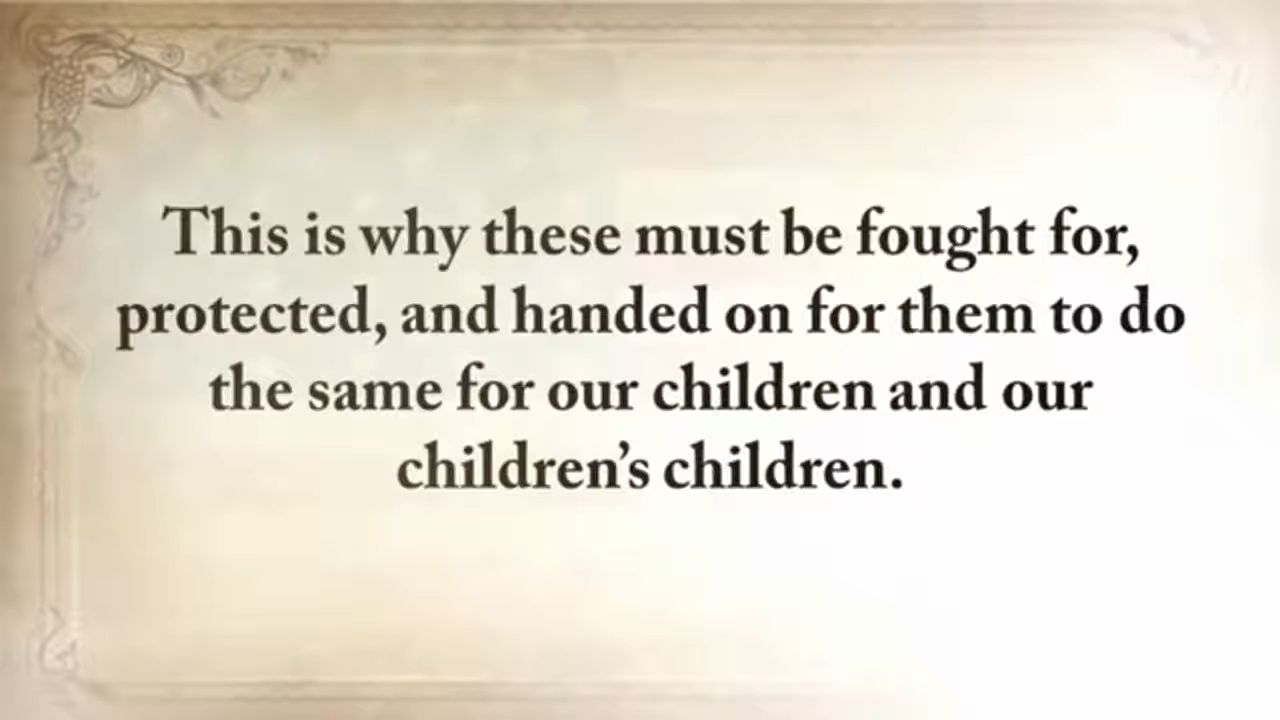 This is why these must be fought for,
protected, and handed on for them to do
the same for our children and our
children’s children.